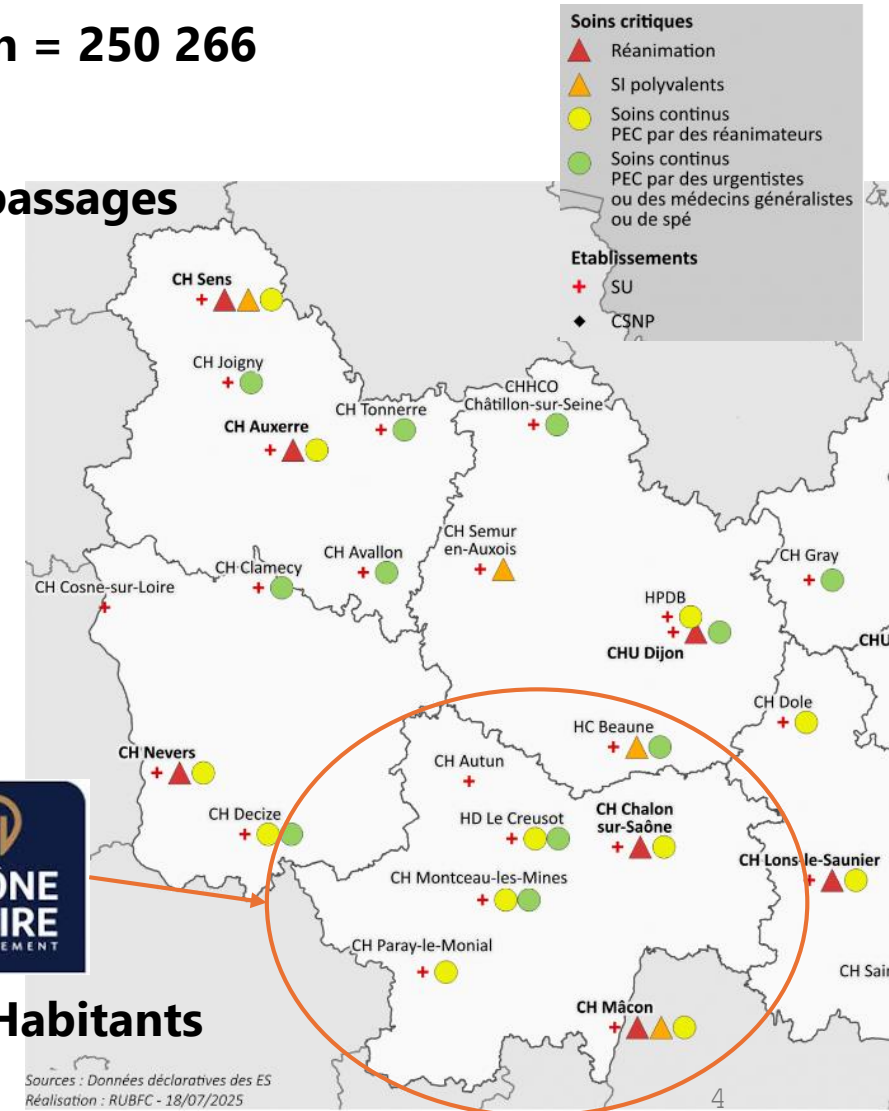 n = 250 266
passages
Soins critiques
Réanimation
SI polyvalents
Soins continus
PEC par des réanimateurs
Soins continus
PEC par des urgentistes
ou des médecins généralistes
ou de spé
Etablissements
SU
CSNP
CH Sens
CH Joigny
CH Tonnerre
CH Auxerre
CHHCO
Châtillon-sur-Seine
CH Semur
en-Auxois
CH Avallon
CH Clamecy
CH Cosne-sur-Loire
CH Gray
HPDB
CHU Dijon
CHU
CH Dole
HC Beaune
CH Nevers
CH Autun
CH Decize
HD Le Creusot
CH Chalon
sur-Saône
CH Montceau-les-Mines
CH Lons-le-Saunier
CH Paray-le-Monial
CH Mâcon
ÔNE
IRE
EMENT
Habitants
Sources : Données déclaratives des ES
Réalisation : RUBFC - 18/07/2025
4